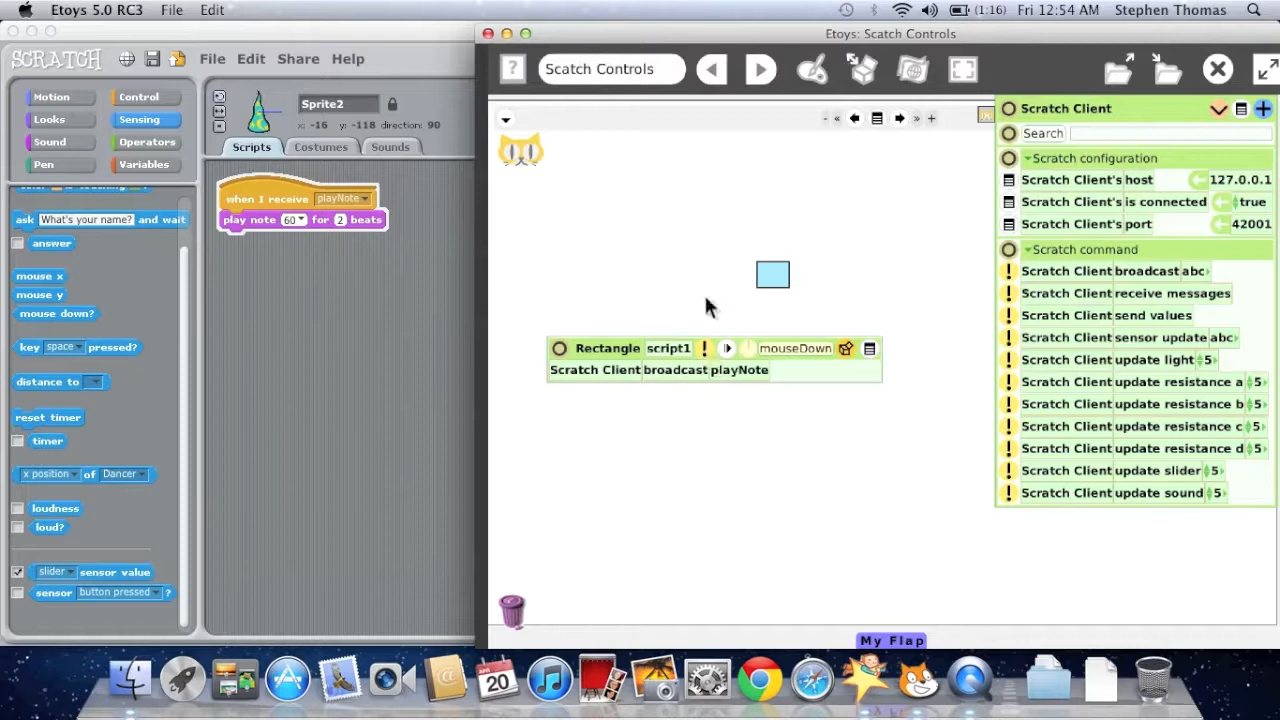 Etoys 5.0 RC3 File Edit
(1:16) Fri 12:54 AM Stephen Thomas
SCRATCH File Edit Share Help
Motion Control
Looks Sensing
Sound Operators
Pen Variables
Sprite2
x: -16 y: -118 direction: 90
Scripts Costumes Sounds
ask What's your name? and wait
answer
mouse x
mouse y
mouse down?
key space pressed?
distance to
reset timer
timer
x position of Dancer
loudness
loud?
slider sensor value
sensor button pressed ?
when I receive playNote
play note 60 for 2 beats
Etoys: Scatch Controls
? Scatch Controls
- « » +
Rectangle script1 ! mouseDown
Scratch Client broadcast playNote
Scratch Client
Search
Scratch configuration
Scratch Client's host 127.0.0.1
Scratch Client's is connected true
Scratch Client's port 42001
Scratch command
! Scratch Client broadcast abc
! Scratch Client receive messages
! Scratch Client send values
! Scratch Client sensor update abc
! Scratch Client update light 5
! Scratch Client update resistance a 5
! Scratch Client update resistance b 5
! Scratch Client update resistance c 5
! Scratch Client update resistance d 5
! Scratch Client update slider 5
! Scratch Client update sound 5
My Flap
APR
20